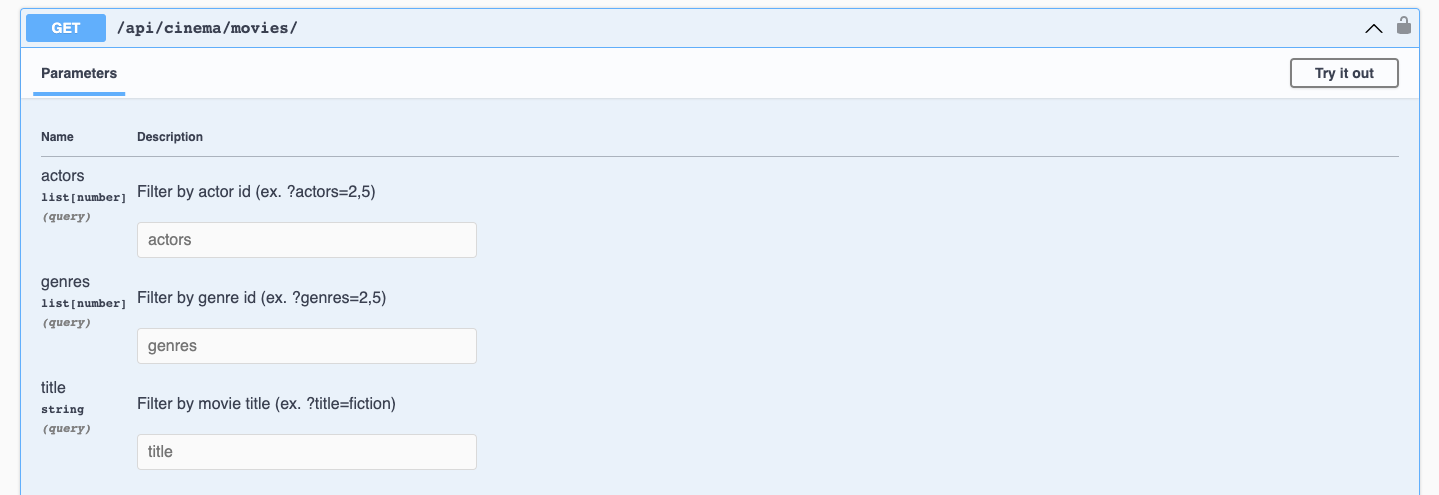 GET /api/cinema/movies/
Parameters
Try it out
Name Description
actors
list[number]
(query)
Filter by actor id (ex. ?actors=2,5)
actors
genres
list[number]
(query)
Filter by genre id (ex. ?genres=2,5)
genres
title
string
(query)
Filter by movie title (ex. ?title=fiction)
title